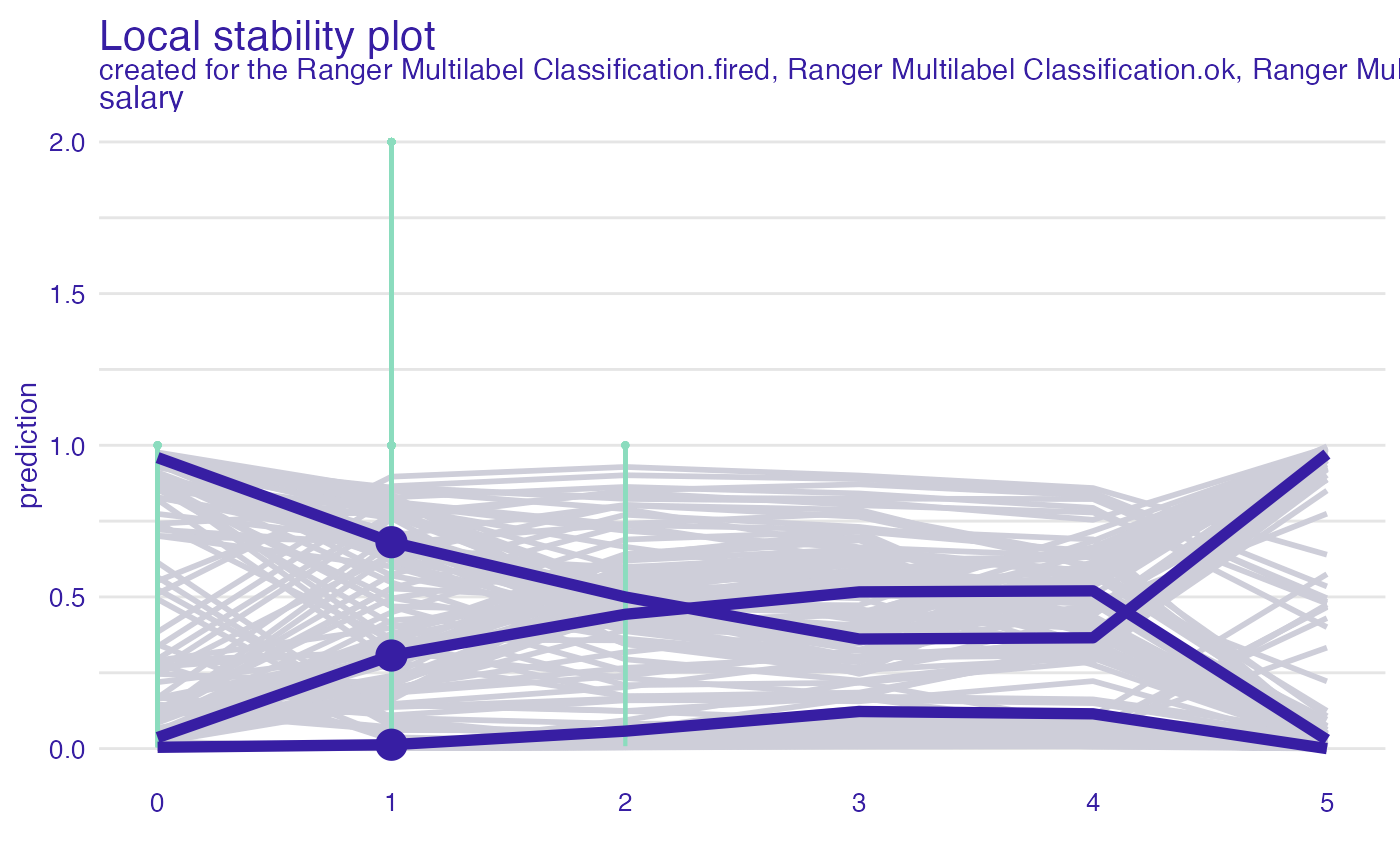 Local stability plot
created for the Ranger Multilabel Classification.fired, Ranger Multilabel Classification.ok, Ranger Mul
salary
2.0
1.5
1.0
0.5
0.0
prediction
0 1 2 3 4 5